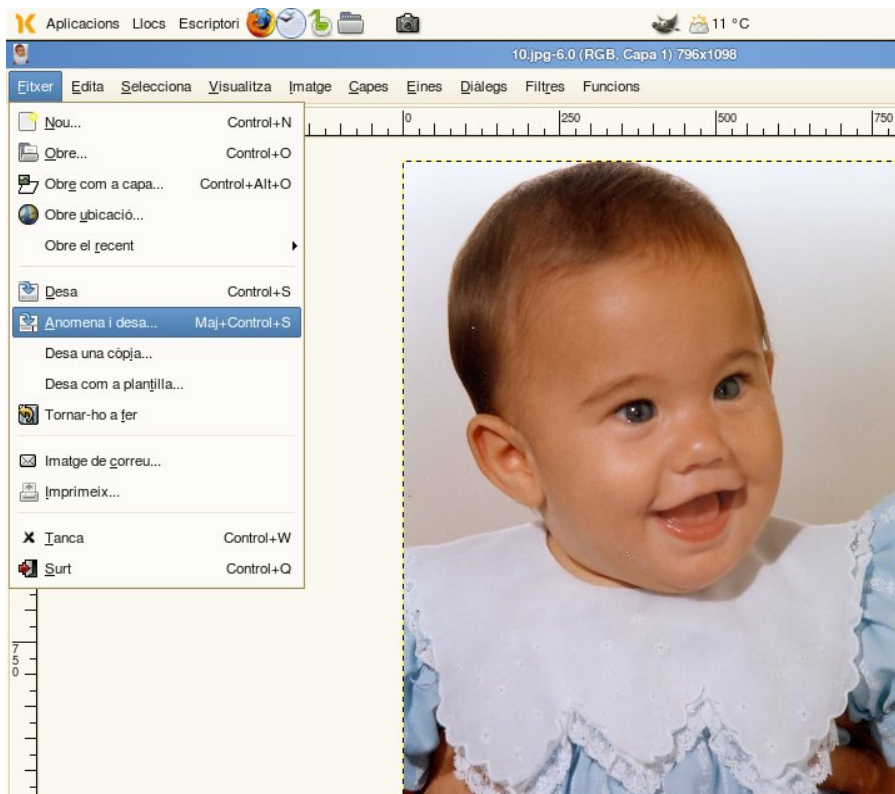 Aplicacions Llocs Escriptori 11 °C
10.jpg-6.0 (RGB, Capa 1) 796x1098
Fitxer Edita Selecciona Visualitza Imatge Capes Eines Diàlegs Filtres Funcions
0 250 500 750
Nou... Control+N
Obre... Control+O
Obre com a capa... Control+Alt+O
Obre ubicació...
Obre el recent
Desa Control+S
Anomena i desa... Maj+Control+S
Desa una còpia...
Desa com a plantilla...
Tornar-ho a fer
Imatge de correu...
Imprimeix...
Tanca Control+W
Surt Control+Q
750